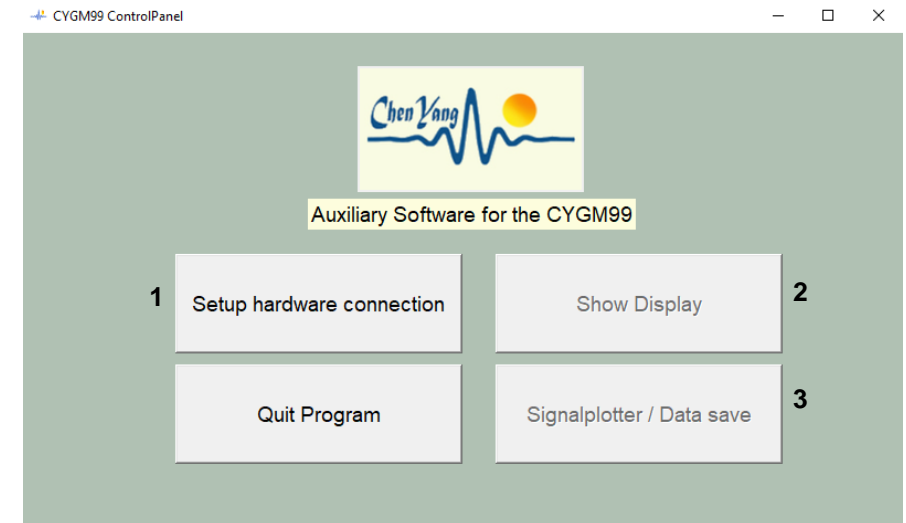 CYGM99 ControlPanel
Chen Yang
Auxiliary Software for the CYGM99
1
Setup hardware connection
Show Display
2
Quit Program
Signalplotter / Data save
3